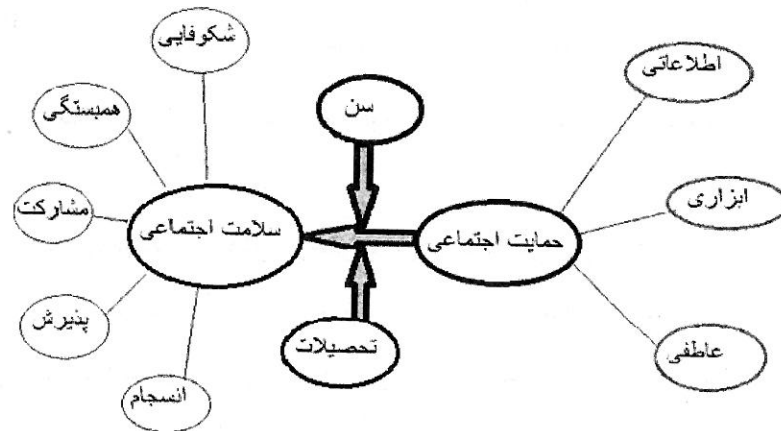 شکوفایی
اطلاعاتی
سن
همبستگی
ابزاری
مشارکت
سلامت اجتماعی
حمایت اجتماعی
پذیرش
تحصیلات
عاطفی
انسجام